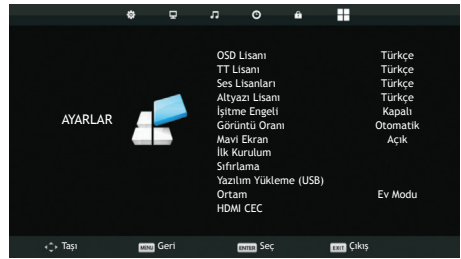 OSD Lisanı Türkçe
TT Lisanı Türkçe
Ses Lisanları Türkçe
Altyazı Lisanı Türkçe
İşitme Engeli Kapalı
AYARLAR
Görüntü Oranı Otomatik
Mavi Ekran Açık
İlk Kurulum
Sıfırlama
Yazılım Yükleme (USB)
Ortam Ev Modu
HDMI CEC
Taşı MENU Geri ENTER Seç EXIT Çıkış